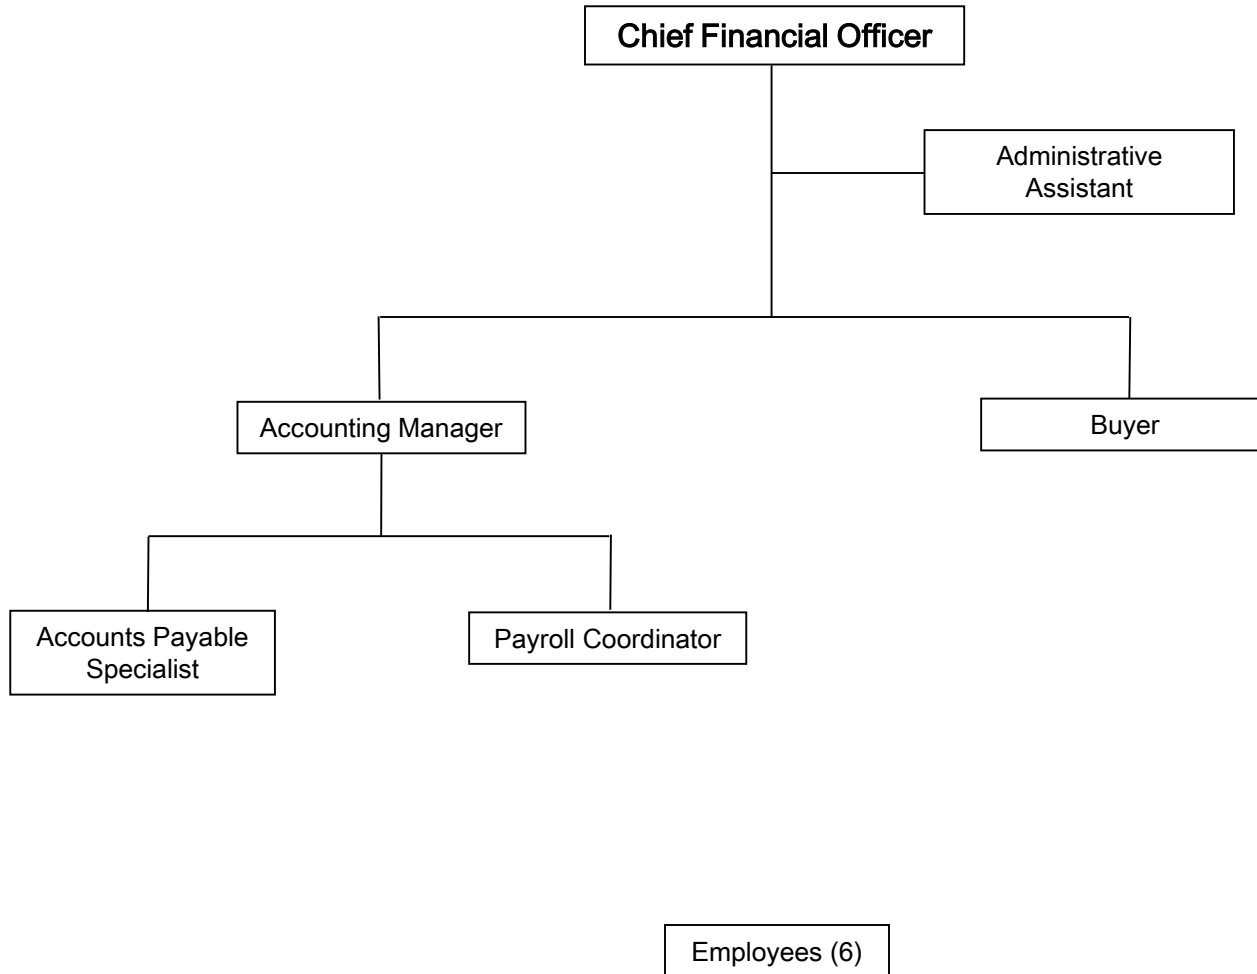 Chief Financial Officer
Administrative
Assistant
Accounting Manager
Buyer
Accounts Payable
Specialist
Payroll Coordinator
Employees (6)